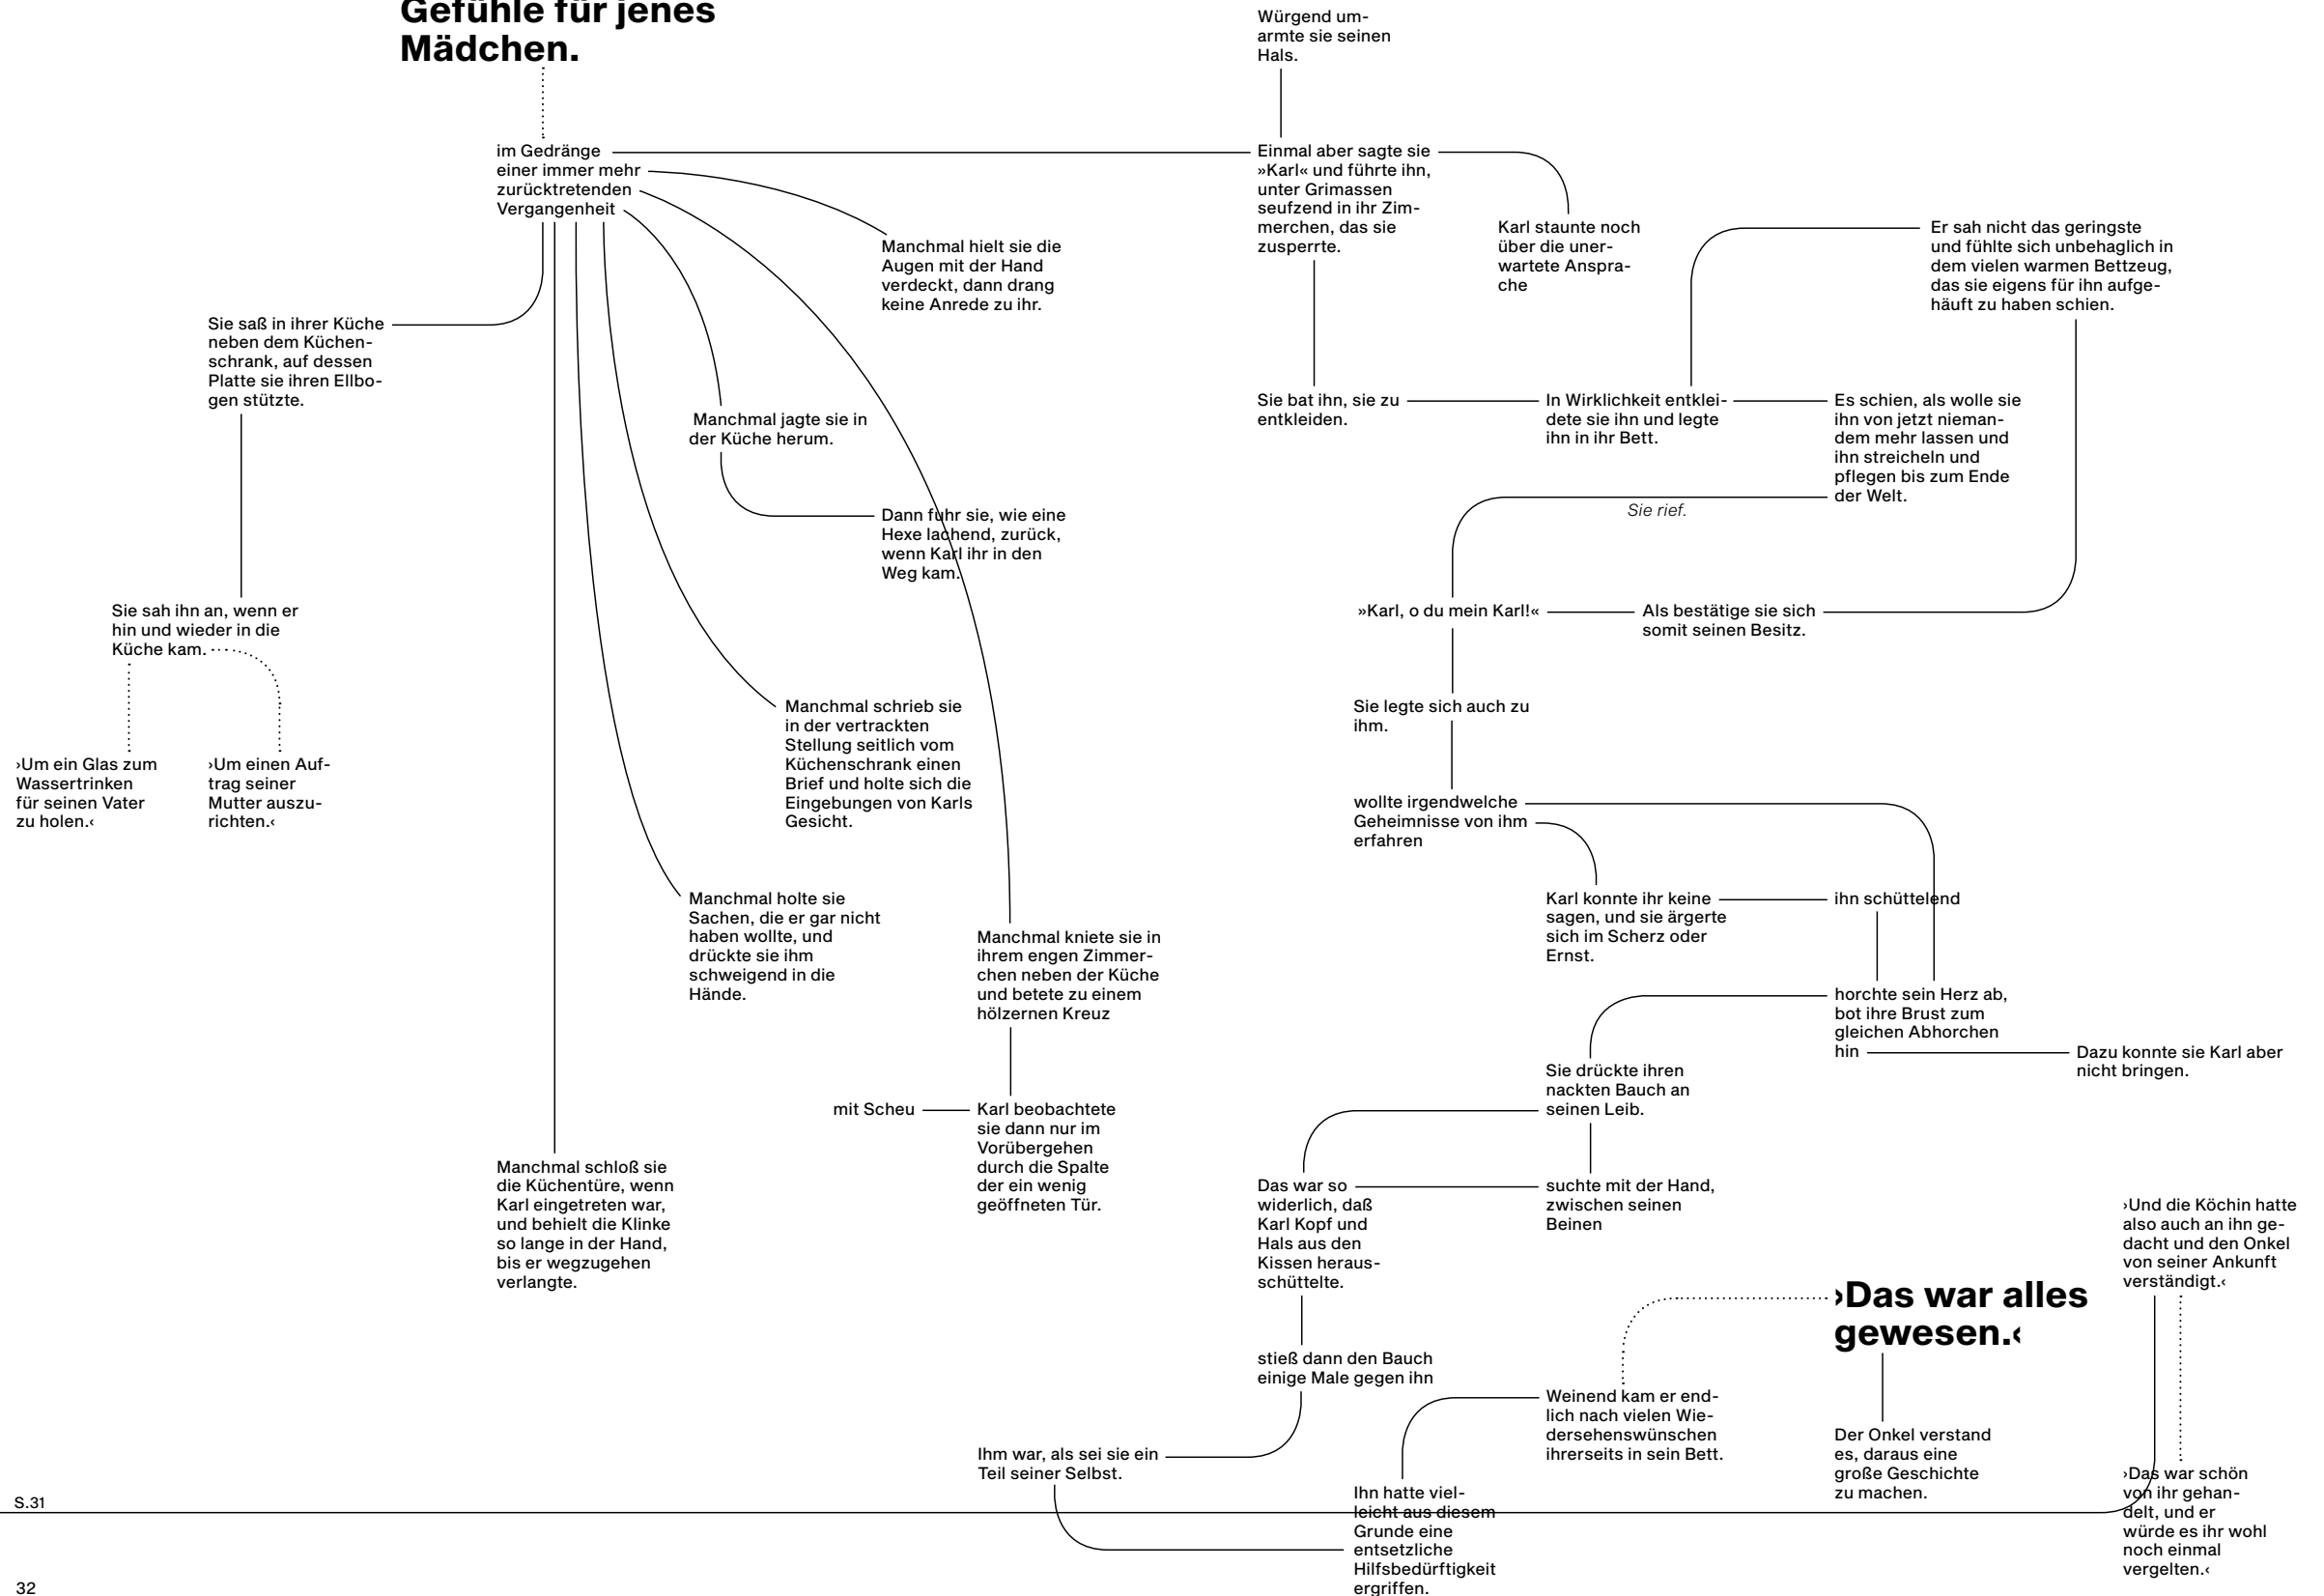 Gefühle für jenes
Mädchen.
Würgend um-
armte sie seinen
Hals.
im Gedränge
einer immer mehr
zurücktretenden
Vergangenheit
Einmal aber sagte sie
»Karl« und führte ihn,
unter Grimassen
seufzend in ihr Zim-
merchen, das sie
zusperrte.
Karl staunte noch
über die uner-
wartete Anspra-
che
Er sah nicht das geringste
und fühlte sich unbehaglich in
dem vielen warmen Bettzeug,
das sie eigens für ihn aufge-
häuft zu haben schien.
Manchmal hielt sie die
Augen mit der Hand
verdeckt, dann drang
keine Anrede zu ihr.
Sie saß in ihrer Küche
neben dem Küchen-
schrank, auf dessen
Platte sie ihren Ellbo-
gen stützte.
Manchmal jagte sie in
der Küche herum.
Sie bat ihn, sie zu
entkleiden.
In Wirklichkeit entklei-
dete sie ihn und legte
ihn in ihr Bett.
Es schien, als wolle sie
ihn von jetzt nieman-
dem mehr lassen und
ihn streicheln und
pflegen bis zum Ende
der Welt.
Sie rief.
Dann fuhr sie, wie eine
Hexe lachend, zurück,
wenn Karl ihr in den
Weg kam.
Sie sah ihn an, wenn er
hin und wieder in die
Küche kam.
»Karl, o du mein Karl!«
Als bestätige sie sich
somit seinen Besitz.
Manchmal schrieb sie
in der vertrackten
Stellung seitlich vom
Küchenschrank einen
Brief und holte sich die
Eingebungen von Karls
Gesicht.
Sie legte sich auch zu
ihm.
›Um ein Glas zum
Wassertrinken
für seinen Vater
zu holen.‹
›Um einen Auf-
trag seiner
Mutter auszu-
richten.‹
wollte irgendwelche
Geheimnisse von ihm
erfahren
Manchmal holte sie
Sachen, die er gar nicht
haben wollte, und
drückte sie ihm
schweigend in die
Hände.
Karl konnte ihr keine
sagen, und sie ärgerte
sich im Scherz oder
Ernst.
ihn schüttelend
Manchmal kniete sie in
ihrem engen Zimmer-
chen neben der Küche
und betete zu einem
hölzernen Kreuz
horchte sein Herz ab,
bot ihre Brust zum
gleichen Abhorchen
hin
Dazu konnte sie Karl aber
nicht bringen.
Sie drückte ihren
nackten Bauch an
seinen Leib.
mit Scheu
Karl beobachtete
sie dann nur im
Vorübergehen
durch die Spalte
der ein wenig
geöffneten Tür.
Manchmal schloß sie
die Küchentüre, wenn
Karl eingetreten war,
und behielt die Klinke
so lange in der Hand,
bis er wegzugehen
verlangte.
Das war so
widerlich, daß
Karl Kopf und
Hals aus den
Kissen heraus-
schüttelte.
suchte mit der Hand,
zwischen seinen
Beinen
›Und die Köchin hatte
also auch an ihn ge-
dacht und den Onkel
von seiner Ankunft
verständigt.‹
›Das war alles
gewesen.‹
stieß dann den Bauch
einige Male gegen ihn
Weinend kam er end-
lich nach vielen Wie-
dersehenswünschen
ihrerseits in sein Bett.
Der Onkel verstand
es, daraus eine
große Geschichte
zu machen.
Ihm war, als sei sie ein
Teil seiner Selbst.
›Das war schön
von ihr gehan-
delt, und er
würde es ihr wohl
noch einmal
vergelten.‹
Ihn hatte viel-
leicht aus diesem
Grunde eine
entsetzliche
Hilfsbedürftigkeit
ergriffen.
S.31
32